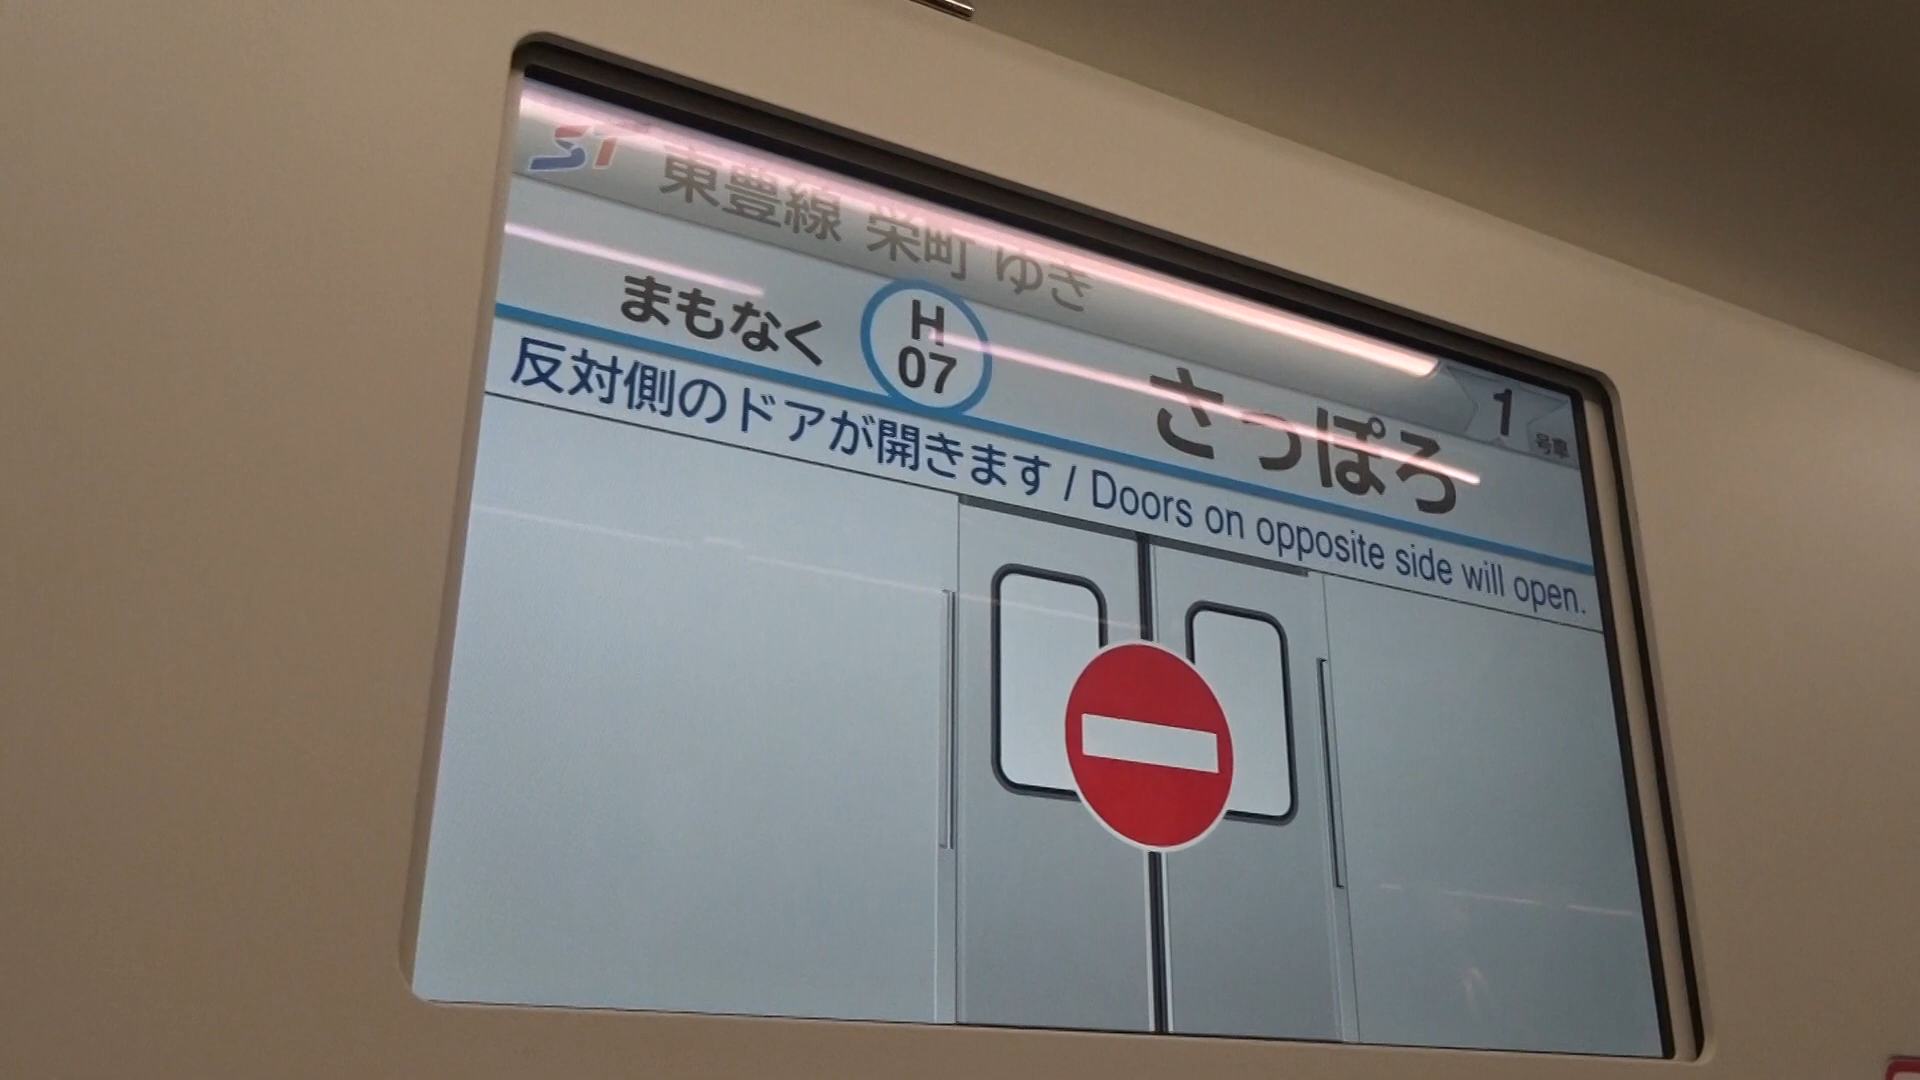 ST 東豊線 栄町 ゆき
1 号車
まもなく H 07 さっぽろ
反対側のドアが開きます / Doors on opposite side will open.